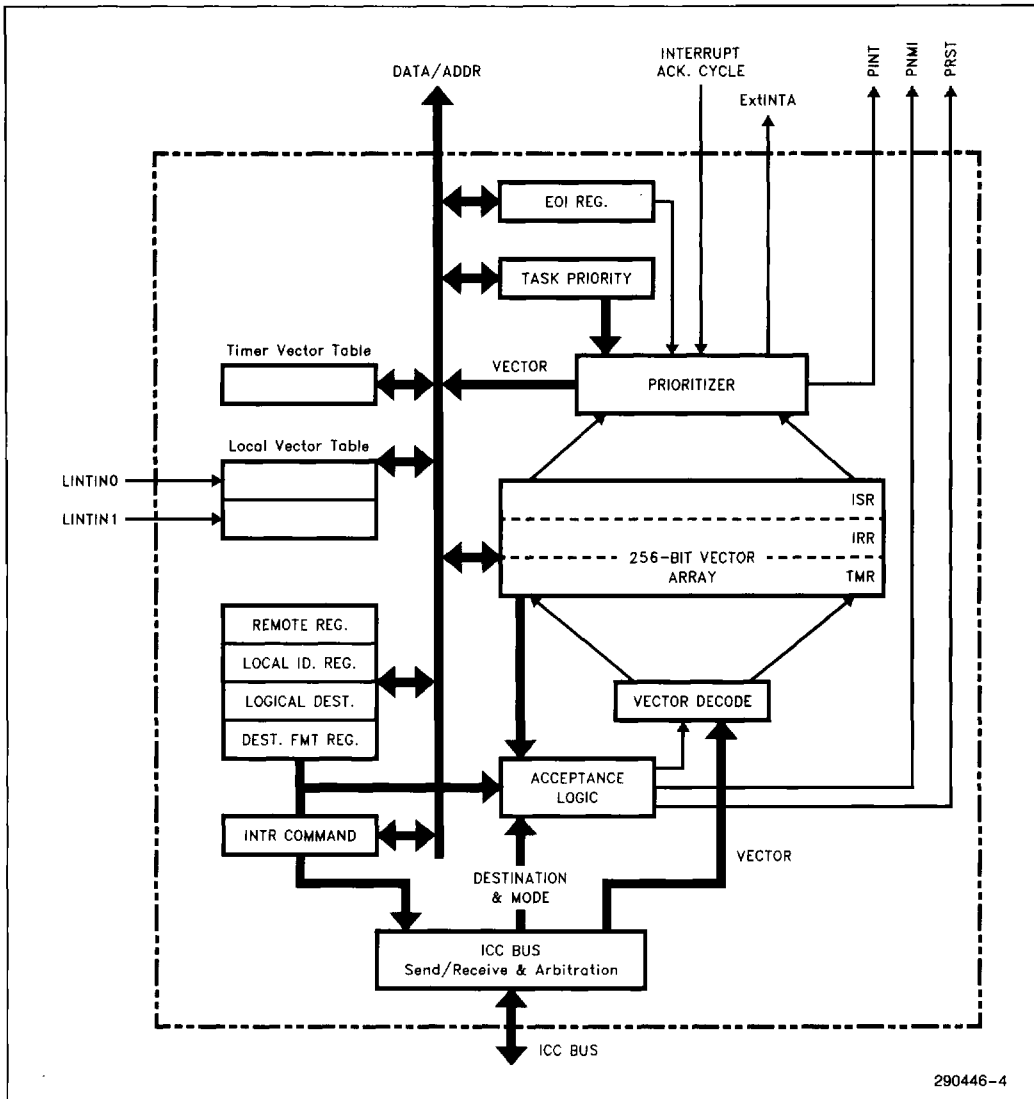 INTERRUPT
ACK. CYCLE
PINT
PNMI
PRST
DATA/ADDR
ExtINTA
EOI REG.
TASK PRIORITY
Timer Vector Table
VECTOR
PRIORITIZER
Local Vector Table
LINTIN0
LINTIN1
ISR
IRR
256-BIT VECTOR
ARRAY
TMR
REMOTE REG.
LOCAL ID. REG.
LOGICAL DEST.
DEST. FMT REG.
VECTOR DECODE
ACCEPTANCE
LOGIC
INTR COMMAND
VECTOR
DESTINATION
& MODE
ICC BUS
Send/Receive & Arbitration
ICC BUS
290446-4